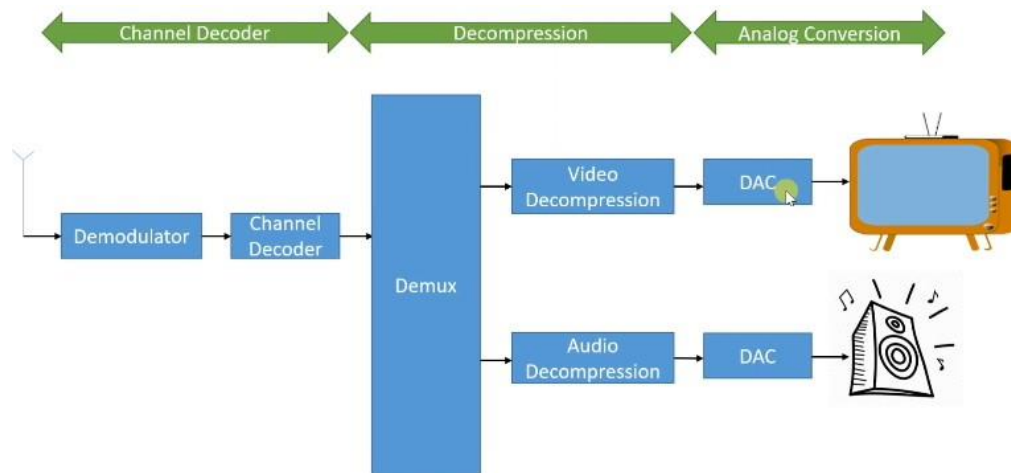 Channel Decoder
Decompression
Analog Conversion
Video
Decompression
DAC
Demodulator
Channel
Decoder
Demux
Audio
Decompression
DAC